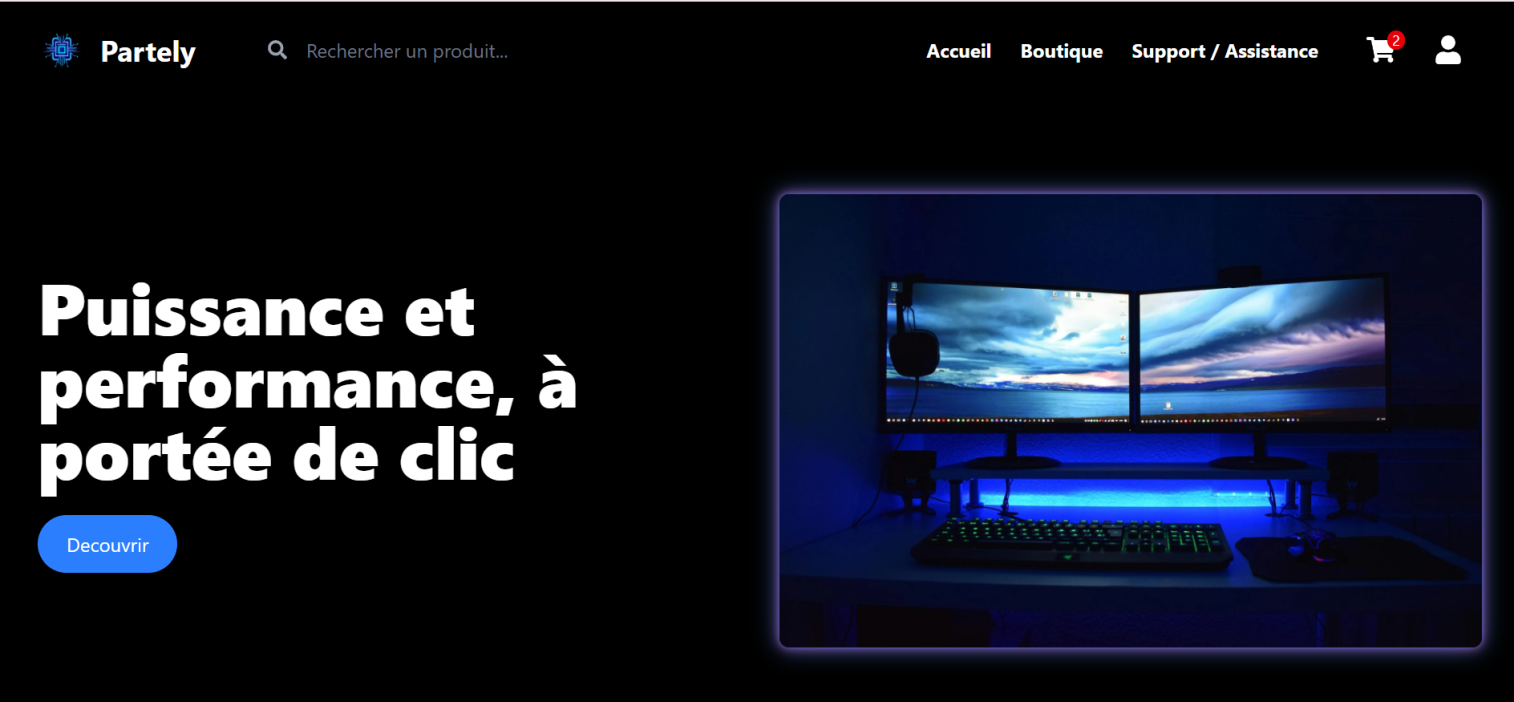 Partely
Rechercher un produit...
Accueil
Boutique
Support / Assistance
2
Puissance et
performance, à
portée de clic
Decouvrir